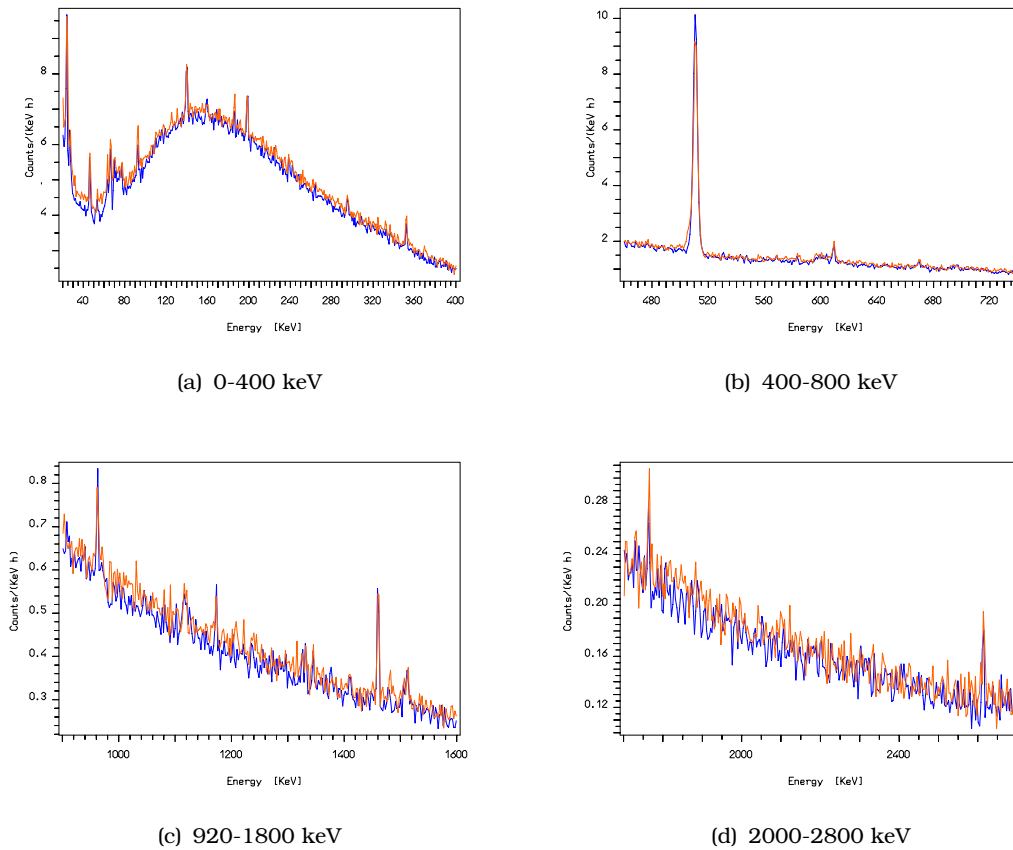 8
6
4
Counts/(KeV h)
40 80 120 160 200 240 280 320 360 400
Energy [KeV]
(a) 0-400 keV
10
8
6
4
2
Counts/(KeV h)
480 520 560 600 640 680 720
Energy [KeV]
(b) 400-800 keV
0.8
0.7
0.6
0.5
0.4
0.3
Counts/(KeV h)
1000 1200 1400 1600
Energy [KeV]
(c) 920-1800 keV
0.28
0.24
0.20
0.16
0.12
Counts/(KeV h)
2000 2400
Energy [KeV]
(d) 2000-2800 keV